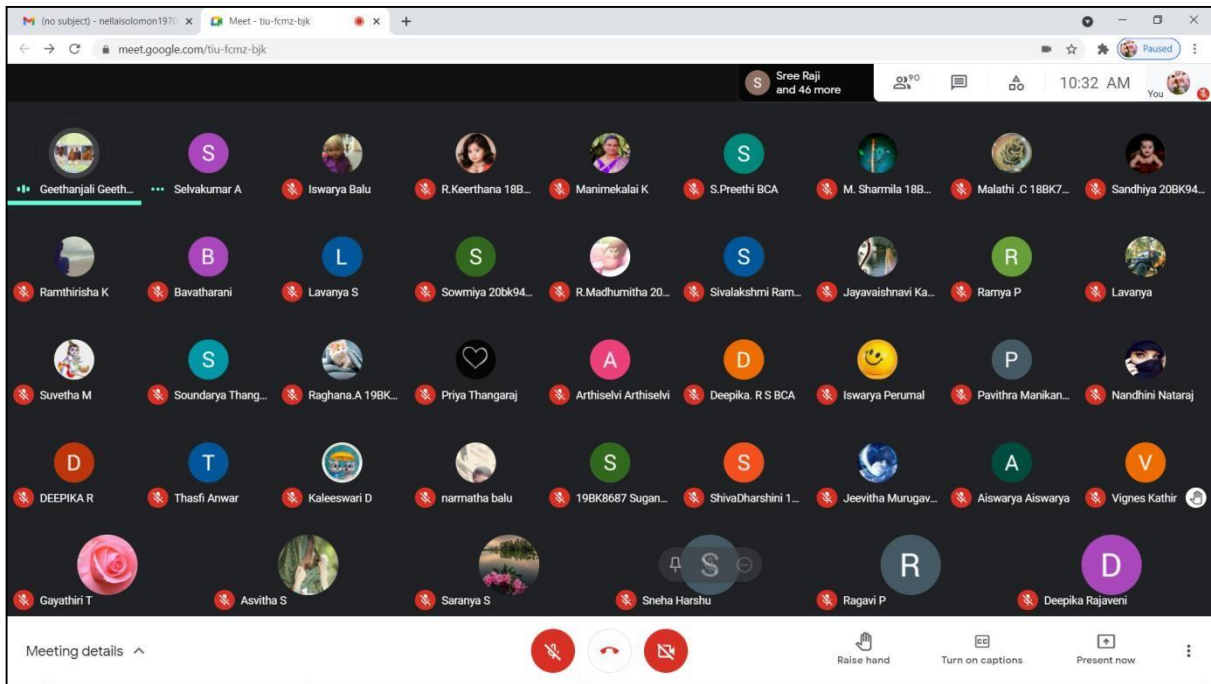 (no subject) - nellaisolomon1970
Meet - tiu-fcmz-bjk
meet.google.com/tiu-fcmz-bjk
Paused
S Sree Raji
and 46 more
90
10:32 AM
You
S S
Geethanjali Geeth... Selvakumar A Iswarya Balu R.Keerthana 18B... Manimekalai K S.Preethi BCA M. Sharmila 18B... Malathi .C 18BK7... Sandhiya 20BK94...
B L S S R
Ramthirisha K Bavatharani Lavanya S Sowmiya 20bk94... R.Madhumitha 20... Sivalakshmi Ram... Jayavaishnavi Ka... Ramya P Lavanya
S A D P
Suvetha M Soundarya Thang... Raghana.A 19BK... Priya Thangaraj Arthiselvi Arthiselvi Deepika. R S BCA Iswarya Perumal Pavithra Manikan... Nandhini Nataraj
D T S S A V
DEEPIKA R Thasfi Anwar Kaleeswari D narmatha balu 19BK8687 Sugan... ShivaDharshini 1... Jeevitha Murugav... Aiswarya Aiswarya Vignes Kathir
S R D
Gayathiri T Asvitha S Saranya S Sneha Harshu Ragavi P Deepika Rajaveni
Meeting details
CC
Raise hand Turn on captions Present now